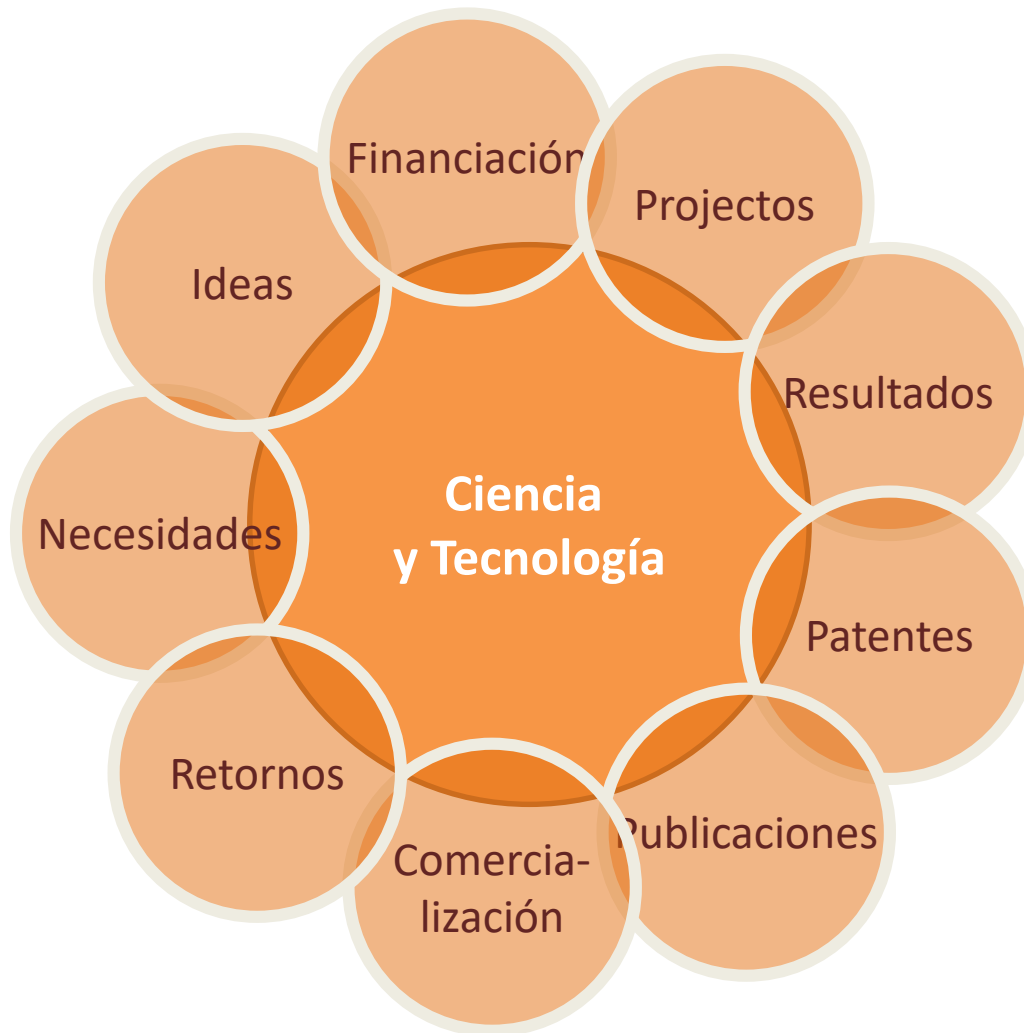 Financiación
Projectos
Ideas
Resultados
Ciencia
y Tecnología
Necesidades
Patentes
Retornos
Publicaciones
Comercia-
lización